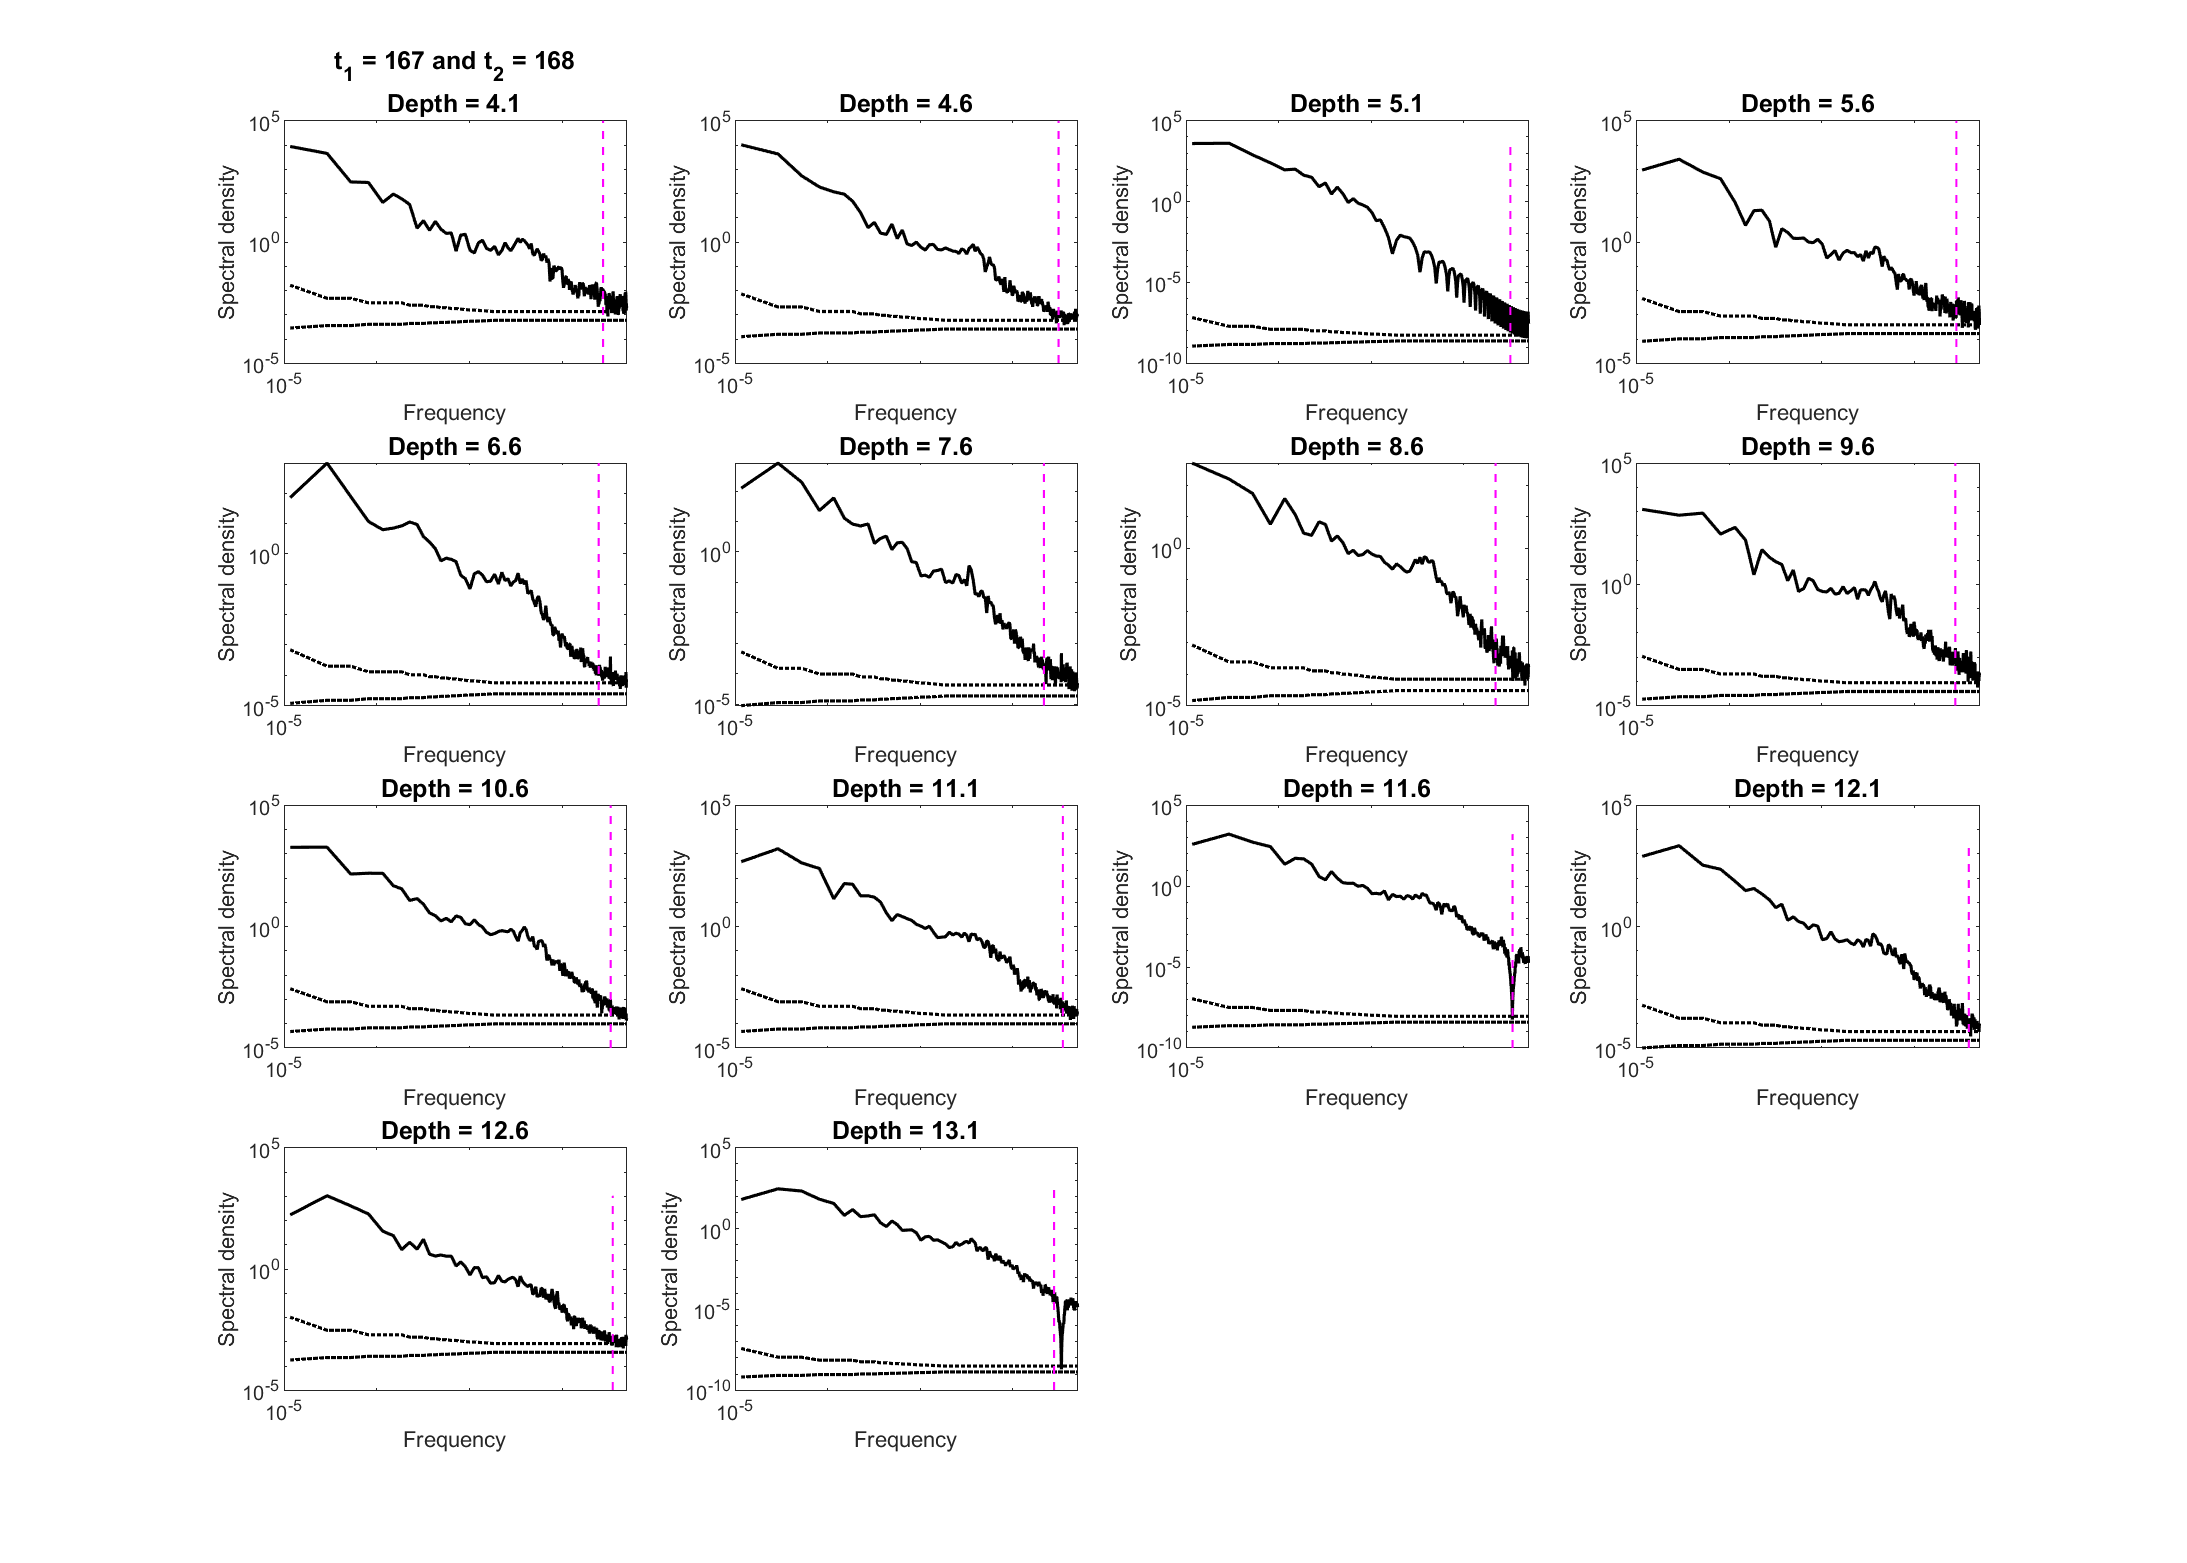 t1 = 167 and t2 = 168
Depth = 4.1
10^5
10^0
10^-5
10^-5
Spectral density
Frequency
Depth = 4.6
10^5
10^0
10^-5
10^-5
Spectral density
Frequency
Depth = 5.1
10^5
10^0
10^-5
10^-10
10^-5
Spectral density
Frequency
Depth = 5.6
10^5
10^0
10^-5
10^-5
Spectral density
Frequency
Depth = 6.6
10^0
10^-5
10^-5
Spectral density
Frequency
Depth = 7.6
10^0
10^-5
10^-5
Spectral density
Frequency
Depth = 8.6
10^0
10^-5
10^-5
Spectral density
Frequency
Depth = 9.6
10^5
10^0
10^-5
10^-5
Spectral density
Frequency
Depth = 10.6
10^5
10^0
10^-5
10^-5
Spectral density
Frequency
Depth = 11.1
10^5
10^0
10^-5
10^-5
Spectral density
Frequency
Depth = 11.6
10^5
10^0
10^-5
10^-10
10^-5
Spectral density
Frequency
Depth = 12.1
10^5
10^0
10^-5
10^-5
Spectral density
Frequency
Depth = 12.6
10^5
10^0
10^-5
10^-5
Spectral density
Frequency
Depth = 13.1
10^5
10^0
10^-5
10^-10
10^-5
Spectral density
Frequency